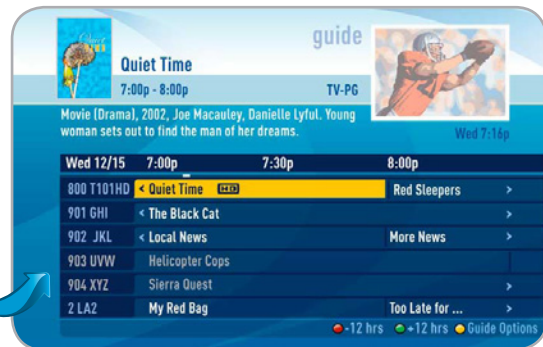 guide
Quiet Time
7:00p - 8:00p TV-PG
Movie (Drama), 2002, Joe Macauley, Danielle Lyful. Young
woman sets out to find the man of her dreams.
Wed 7:16p
Wed 12/15 7:00p 7:30p 8:00p
800 T101HD < Quiet Time HD Red Sleepers >
901 GHI < The Black Cat >
902 JKL < Local News More News >
903 UVW Helicopter Cops
904 XYZ Sierra Quest >
2 LA2 My Red Bag Too Late for ... >
-12 hrs +12 hrs Guide Options